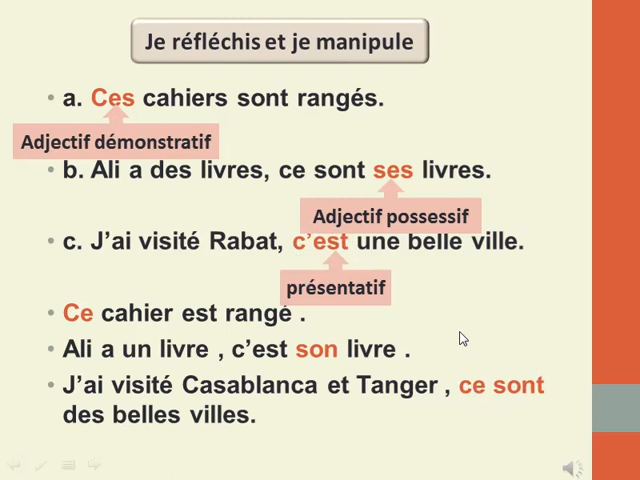 Je réfléchis et je manipule
• a. Ces cahiers sont rangés.
Adjectif démonstratif
• b. Ali a des livres, ce sont ses livres.
Adjectif possessif
• c. J’ai visité Rabat, c’est une belle ville.
présentatif
Ce cahier est rangé .
Ali a un livre , c’est son livre .
J’ai visité Casablanca et Tanger , ce sont
des belles villes.